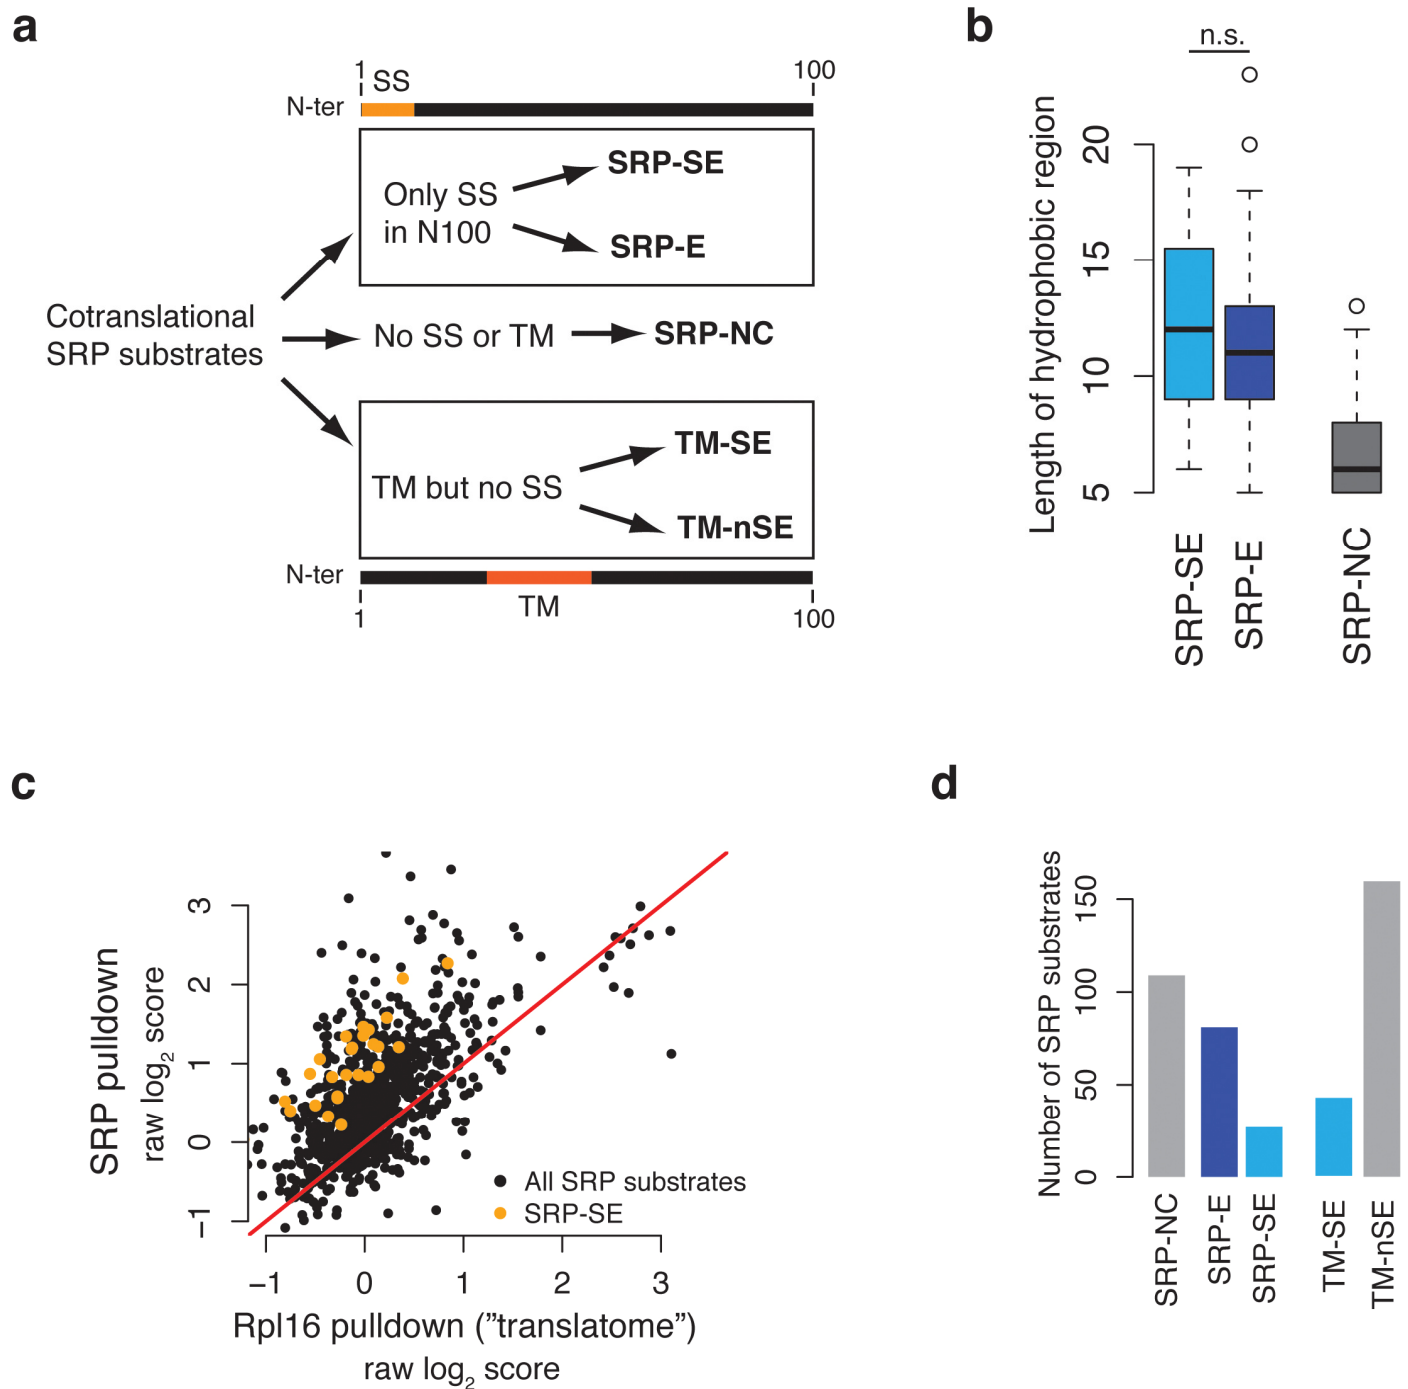 a
1
SS
100
N-ter
Only SS
in N100
SRP-SE
SRP-E
Cotranslational
SRP substrates
No SS or TM
SRP-NC
TM but no SS
TM-SE
TM-nSE
N-ter
1
TM
100
b
n.s.
Length of hydrophobic region
20
15
10
5
SRP-SE
SRP-E
SRP-NC
c
SRP pulldown
raw log2 score
3
2
1
0
−1
All SRP substrates
SRP-SE
−1 0 1 2 3
Rpl16 pulldown (”translatome”)
raw log2 score
d
Number of SRP substrates
150
100
50
0
SRP-NC
SRP-E
SRP-SE
TM-SE
TM-nSE